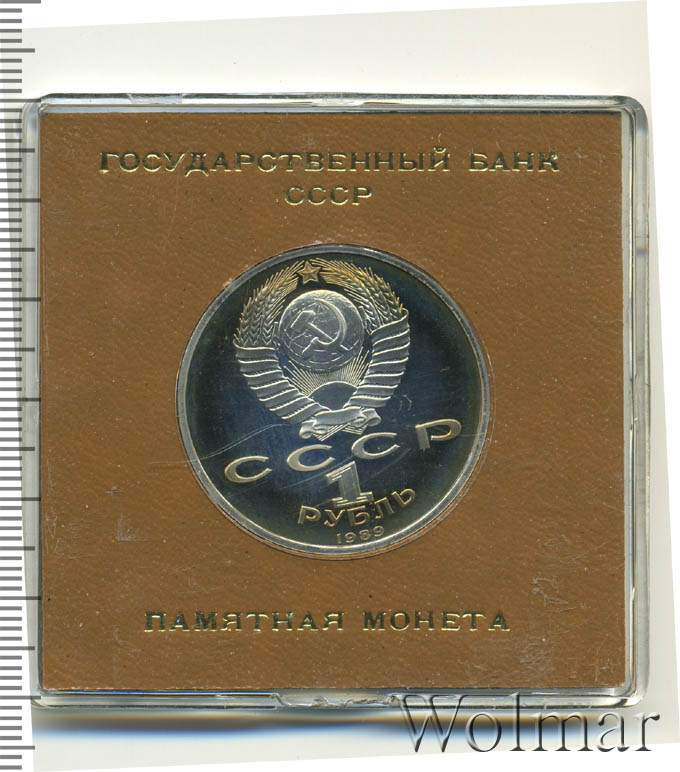 ГОСУДАРСТВЕННЫЙ БАНК
СССР
СССР
1
РУБЛЬ
1989
ПАМЯТНАЯ МОНЕТА
Wolmar